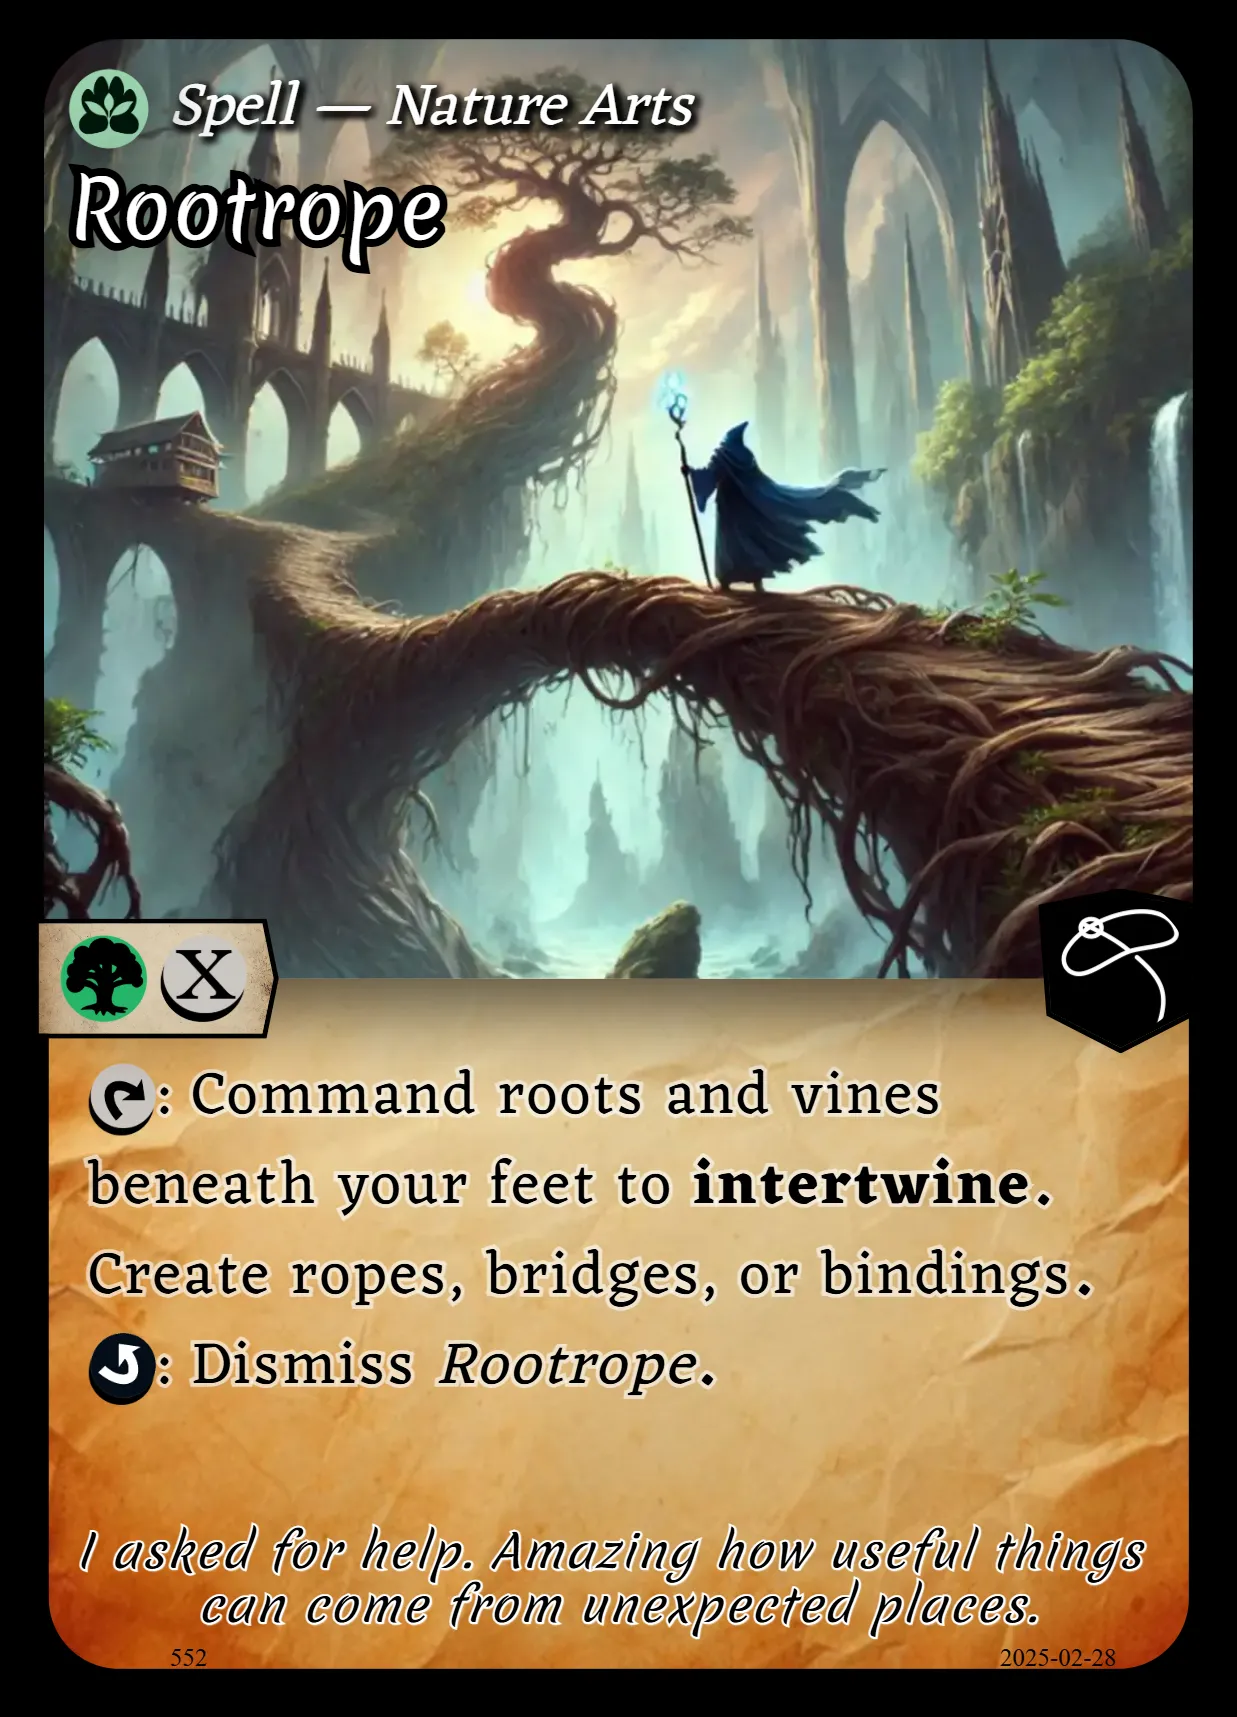 Spell — Nature Arts
Rootrope
X
: Command roots and vines
beneath your feet to intertwine.
Create ropes, bridges, or bindings.
: Dismiss Rootrope.
I asked for help. Amazing how useful things
can come from unexpected places.
552
2025-02-28